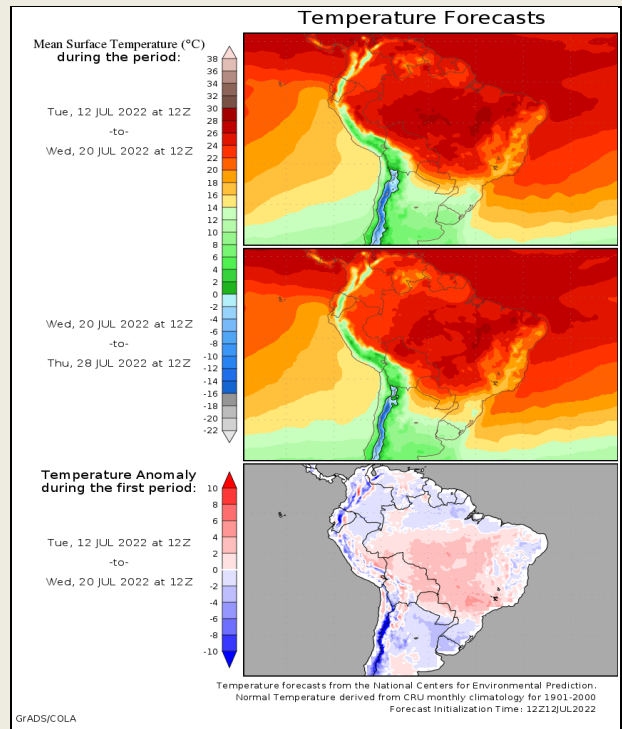 Temperature Forecasts
Mean Surface Temperature (°C)
during the period:
Tue, 12 JUL 2022 at 12Z
-to-
Wed, 20 JUL 2022 at 12Z
38
36
34
32
30
28
26
24
22
20
18
16
14
12
10
8
6
4
2
0
-2
-4
-6
-8
-10
-12
-14
-16
-18
-20
-22
Wed, 20 JUL 2022 at 12Z
-to-
Thu, 28 JUL 2022 at 12Z
Temperature Anomaly
during the first period:
Tue, 12 JUL 2022 at 12Z
-to-
Wed, 20 JUL 2022 at 12Z
10
8
6
4
2
0
-2
-4
-6
-8
-10
Temperature forecasts from the National Centers for Environmental Prediction.
Normal Temperature derived from CRU monthly climatology for 1901-2000
Forecast Initialization Time: 12Z12JUL2022
GrADS/COLA